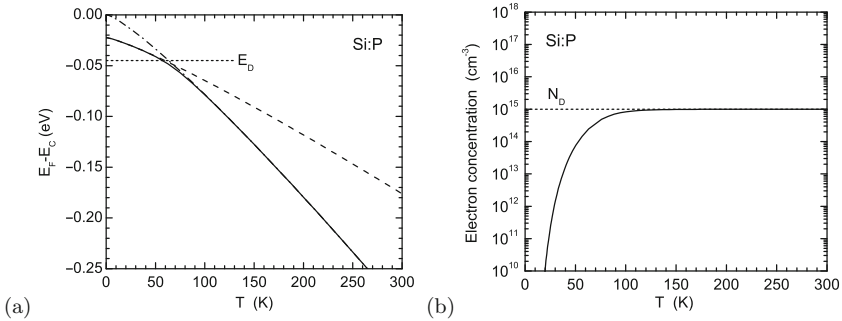 0.00
−0.05
−0.10
−0.15
−0.20
−0.25
E_F-E_C (eV)
Si:P
E_D
0 50 100 150 200 250 300
T (K)
(a)
10^18
10^17
10^16
10^15
10^14
10^13
10^12
10^11
10^10
Electron concentration (cm^-3)
Si:P
N_D
0 50 100 150 200 250 300
T (K)
(b)